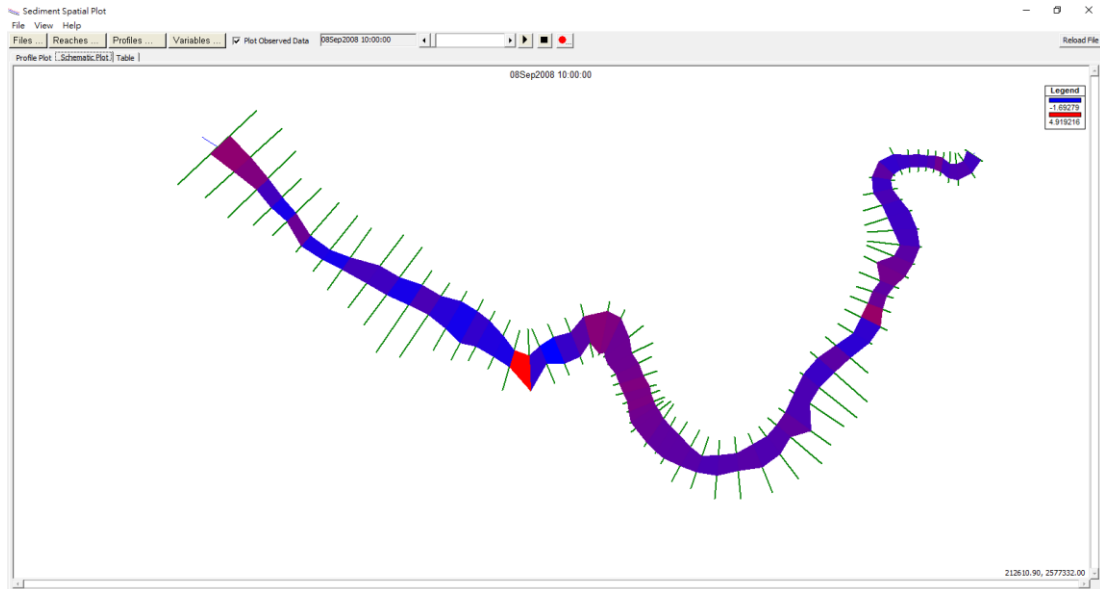 Sediment Spatial Plot
File View Help
Files ... Reaches ... Profiles ... Variables ... Plot Observed Data 08Sep2008 10:00:00 Reload File
Profile Plot Schematic Plot Table
08Sep2008 10:00:00
Legend
-1.69279
4.919216
212610.90, 2577332.00